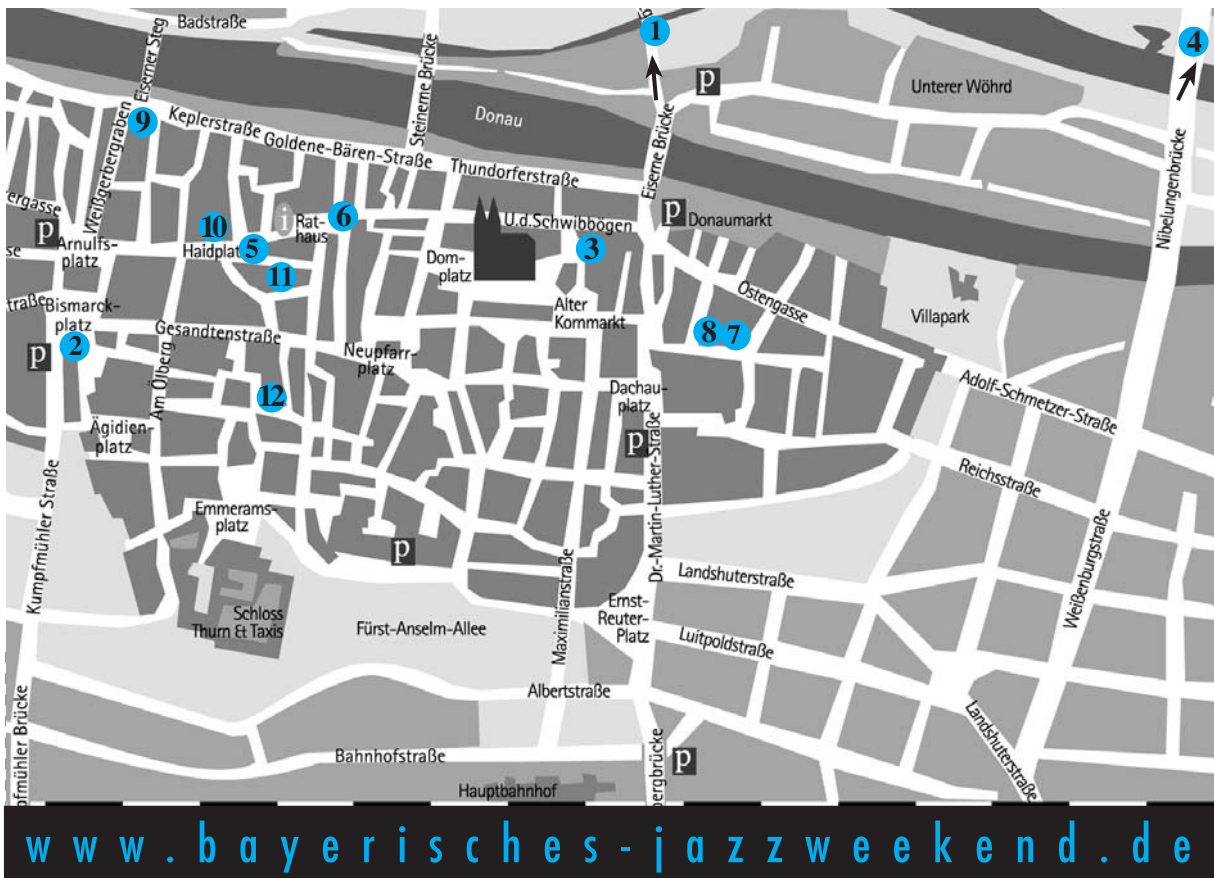 Badstraße
Eiserner Steg
Steinerne Brücke
1
4
p
Unterer Wöhrd
Donau
9
Keplerstraße
Goldene-Bären-Straße
Thundorferstraße
Eiserne Brücke
Nibelungenbrücke
Weißgerbergraben
p
Arnulfs-
platz
10
Haidplatz
5
i
Rat-
haus
6
11
U.d.Schwibbögen
3
Dom-
platz
p
Donaumarkt
Ostengasse
Villapark
Bismarck-
platz
2
p
Gesandtenstraße
Am Ölberg
12
Neupfarr-
platz
Alter
Kornmarkt
8
7
Dachau-
platz
p
Adolf-Schmetzer-Straße
Reichsstraße
Ägidien-
platz
Kumpfmühler Straße
Emmerams-
platz
p
Dr.-Martin-Luther-Straße
Maximilianstraße
Landshuterstraße
Weißenburgstraße
Schloss
Thurn & Taxis
Fürst-Anselm-Allee
Ernst-
Reuter-
Platz
Luitpoldstraße
Albertstraße
Landshuterstraße
Bahnhofstraße
p
Hauptbahnhof
www.bayerisches-jazzweekend.de